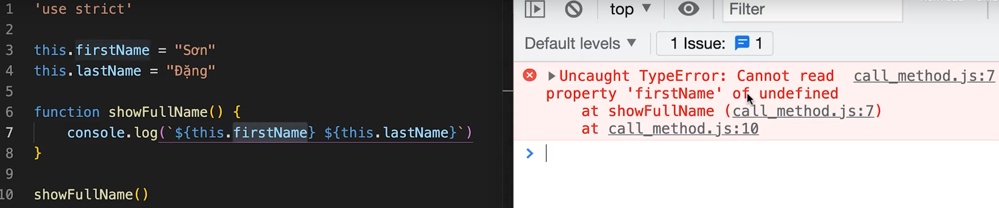 1 'use strict'
2
3 this.firstName = "Sơn"
4 this.lastName = "Đặng"
5
6 function showFullName() {
7 console.log(`${this.firstName} ${this.lastName}`)
8 }
9
10 showFullName()
top ▼ Filter
Default levels ▼ 1 Issue: 1
▶Uncaught TypeError: Cannot read call_method.js:7
property 'firstName' of undefined
at showFullName (call_method.js:7)
at call_method.js:10
>